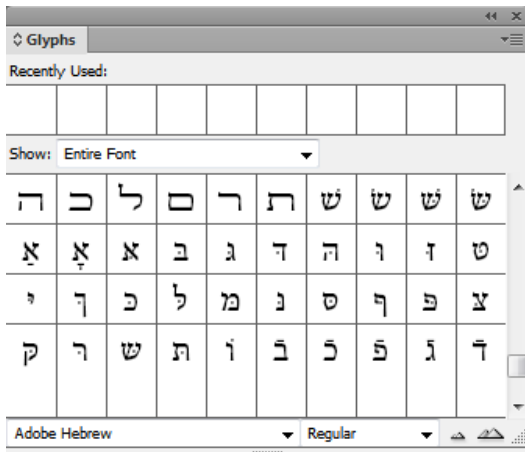 Glyphs
Recently Used:
Show: Entire Font
ﬣ ﬤ ﬥ ﬦ ﬧ ﬨ שׁ שׂ שּׁ שּׂ
אַ אָ אּ בּ גּ דּ הּ וּ זּ טּ
יּ ךּ כּ לּ מּ נּ סּ ףּ פּ צּ
קּ רּ שּ תּ וֹ בֿ כֿ פֿ גֿ דֿ
Adobe Hebrew Regular